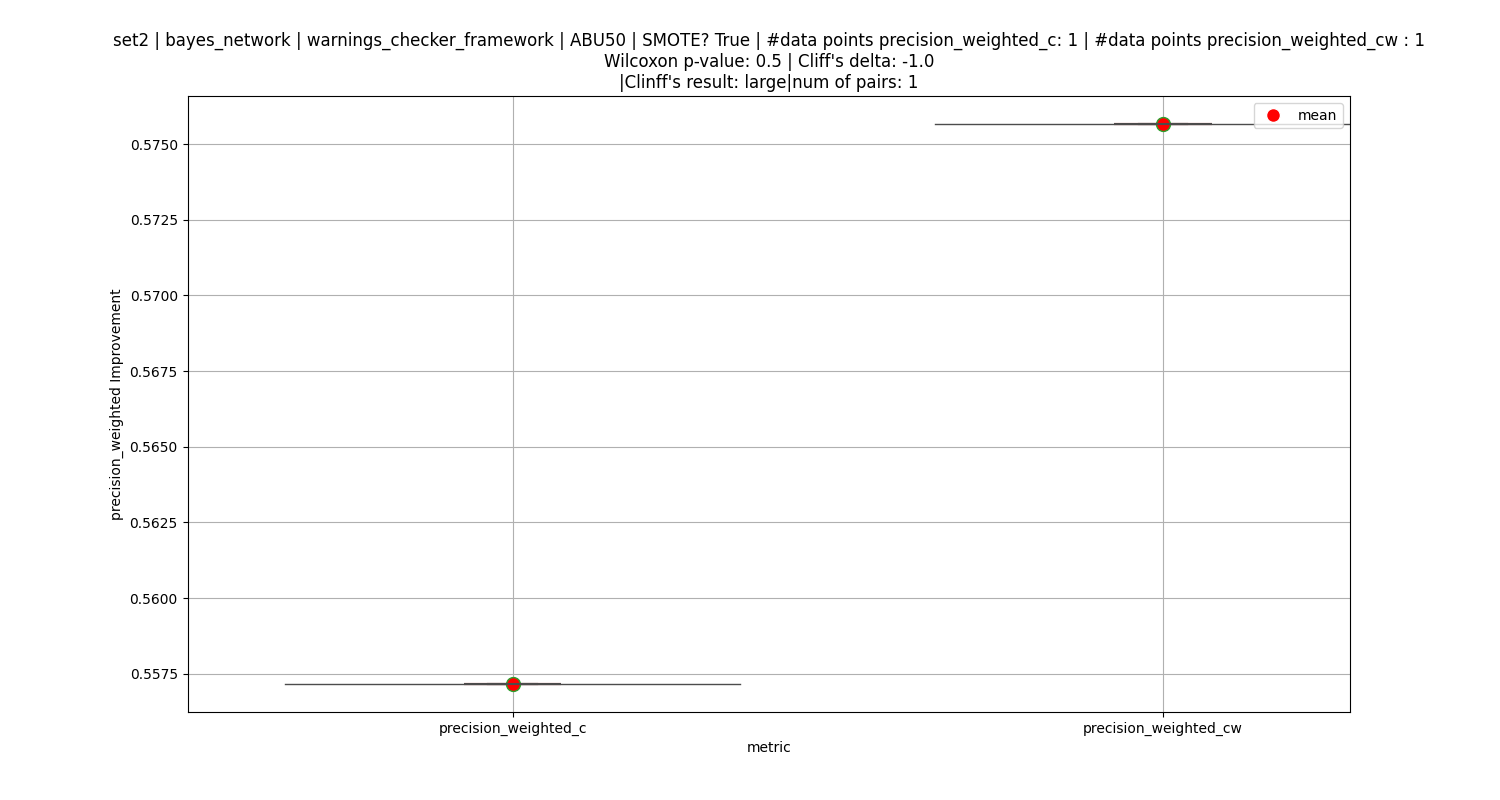 set2 | bayes_network | warnings_checker_framework | ABU50 | SMOTE? True | #data points precision_weighted_c: 1 | #data points precision_weighted_cw : 1
Wilcoxon p-value: 0.5 | Cliff's delta: -1.0
|Clinff's result: large|num of pairs: 1
mean
0.5750
0.5725
0.5700
0.5675
0.5650
0.5625
0.5600
0.5575
precision_weighted Improvement
precision_weighted_c
precision_weighted_cw
metric